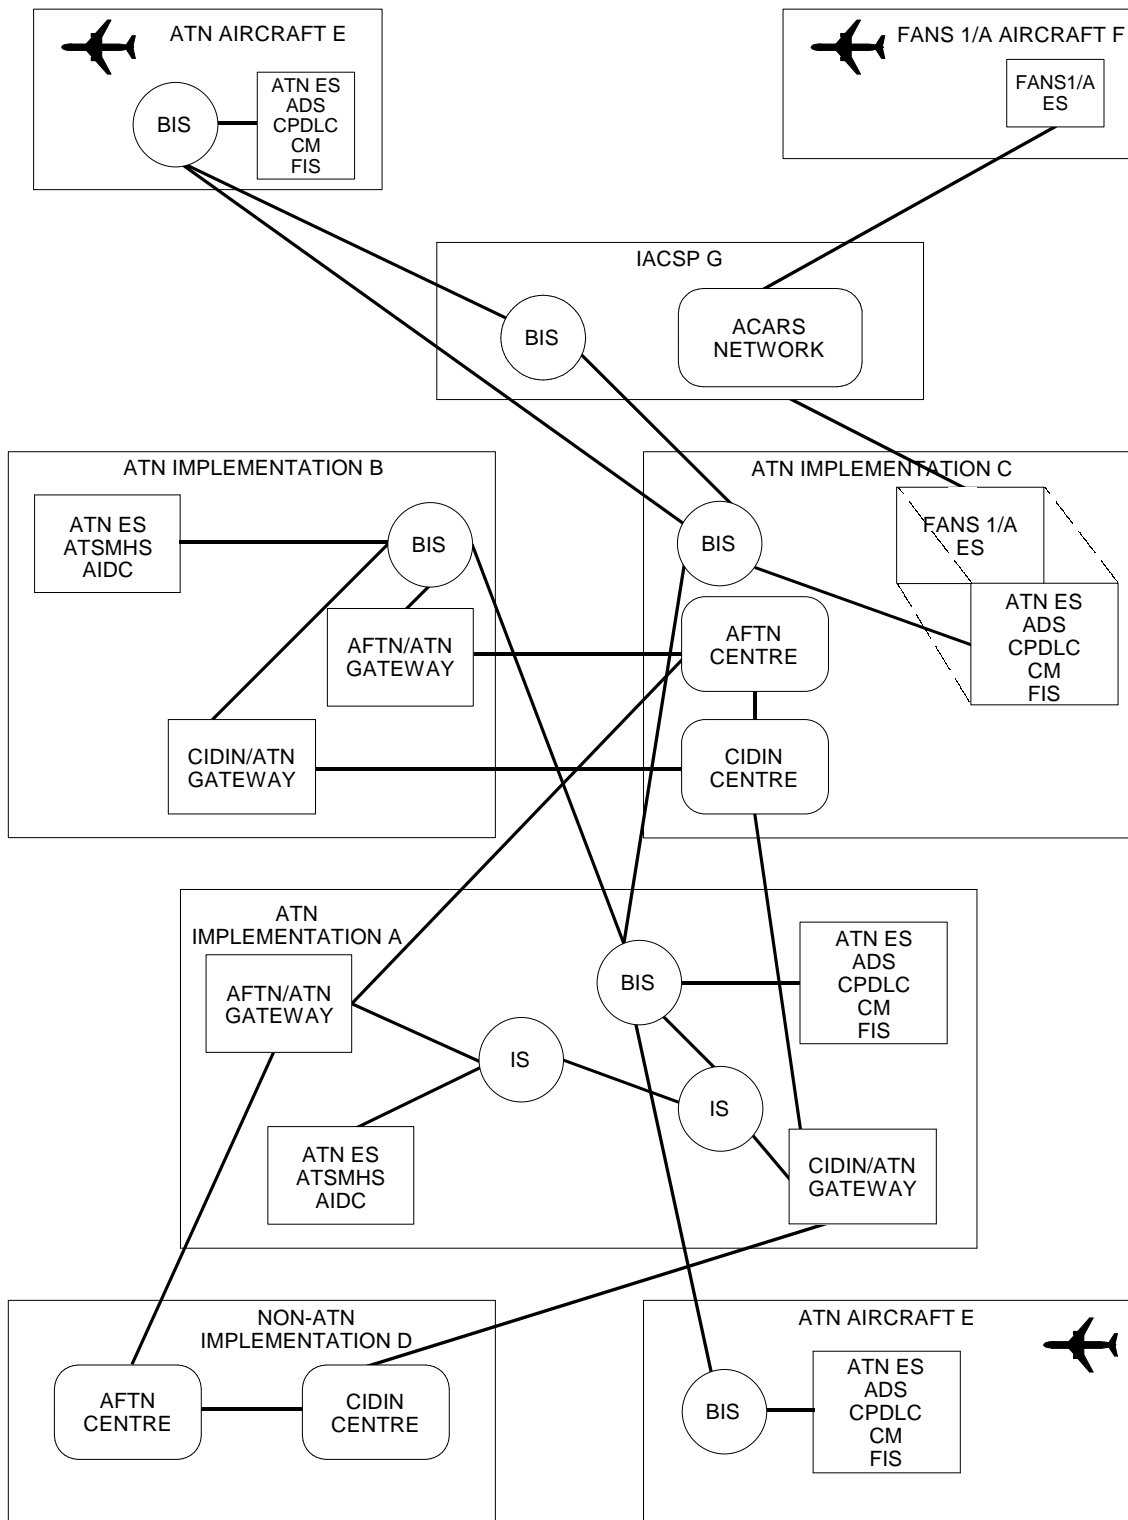 ATN AIRCRAFT E
BIS
ATN ES
ADS
CPDLC
CM
FIS
FANS 1/A AIRCRAFT F
FANS1/A
ES
IACSP G
BIS
ACARS
NETWORK
ATN IMPLEMENTATION B
ATN ES
ATSMHS
AIDC
BIS
AFTN/ATN
GATEWAY
CIDIN/ATN
GATEWAY
ATN IMPLEMENTATION C
BIS
FANS 1/A
ES
ATN ES
ADS
CPDLC
CM
FIS
AFTN
CENTRE
CIDIN
CENTRE
ATN
IMPLEMENTATION A
AFTN/ATN
GATEWAY
BIS
ATN ES
ADS
CPDLC
CM
FIS
IS
IS
ATN ES
ATSMHS
AIDC
CIDIN/ATN
GATEWAY
NON-ATN
IMPLEMENTATION D
AFTN
CENTRE
CIDIN
CENTRE
ATN AIRCRAFT E
BIS
ATN ES
ADS
CPDLC
CM
FIS